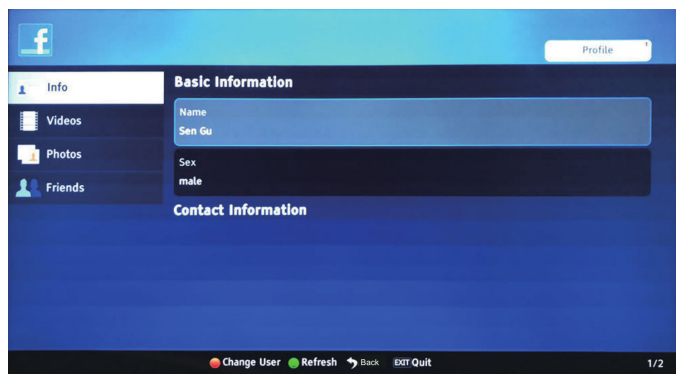 f
Profile
Info
Videos
Photos
Friends
Basic Information
Name
Sen Gu
Sex
male
Contact Information
Change User Refresh Back EXIT Quit 1/2